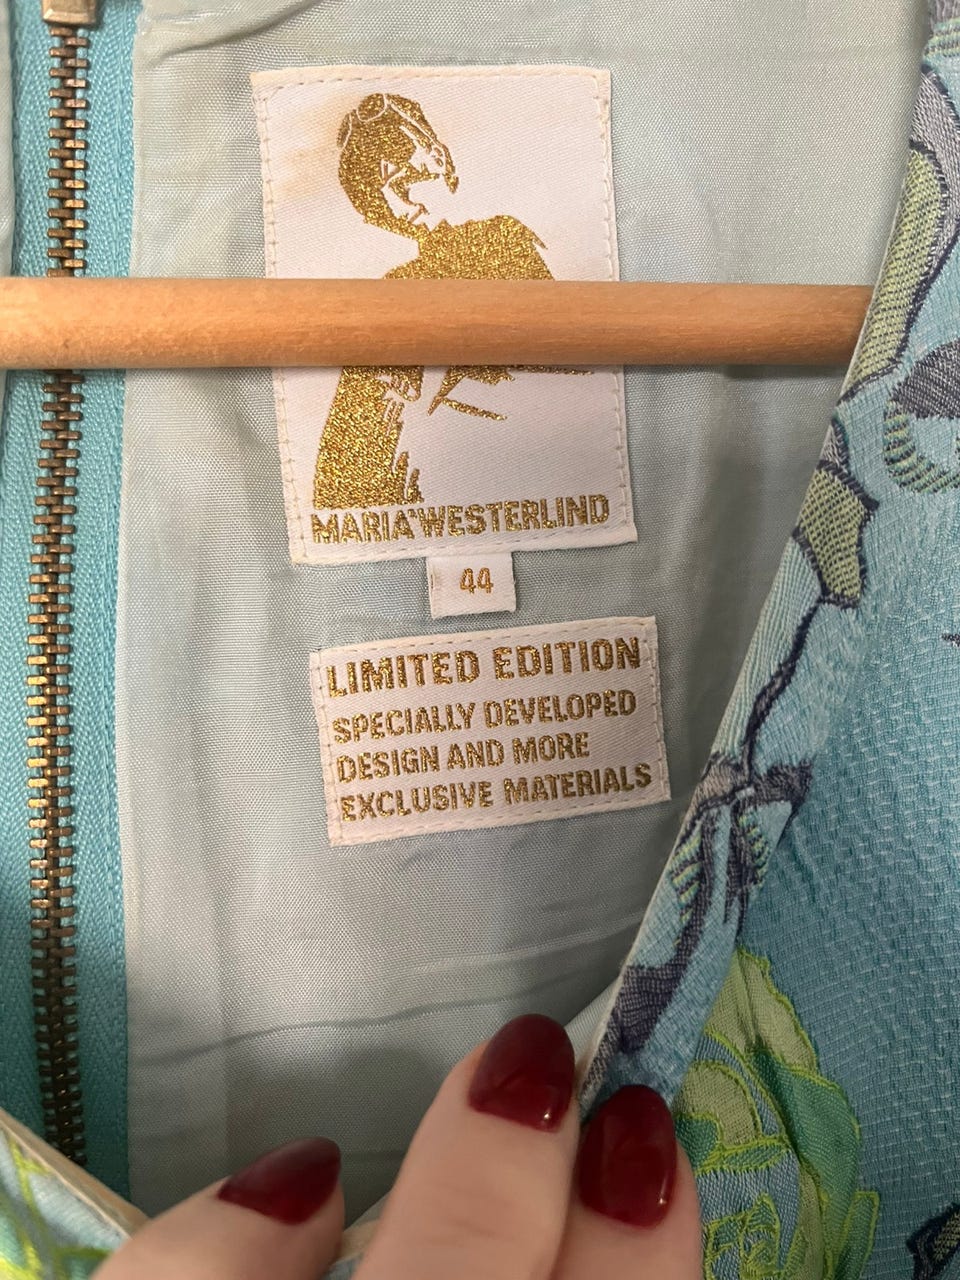 MARIA*WESTERLIND
44
LIMITED EDITION
SPECIALLY DEVELOPED
DESIGN AND MORE
EXCLUSIVE MATERIALS